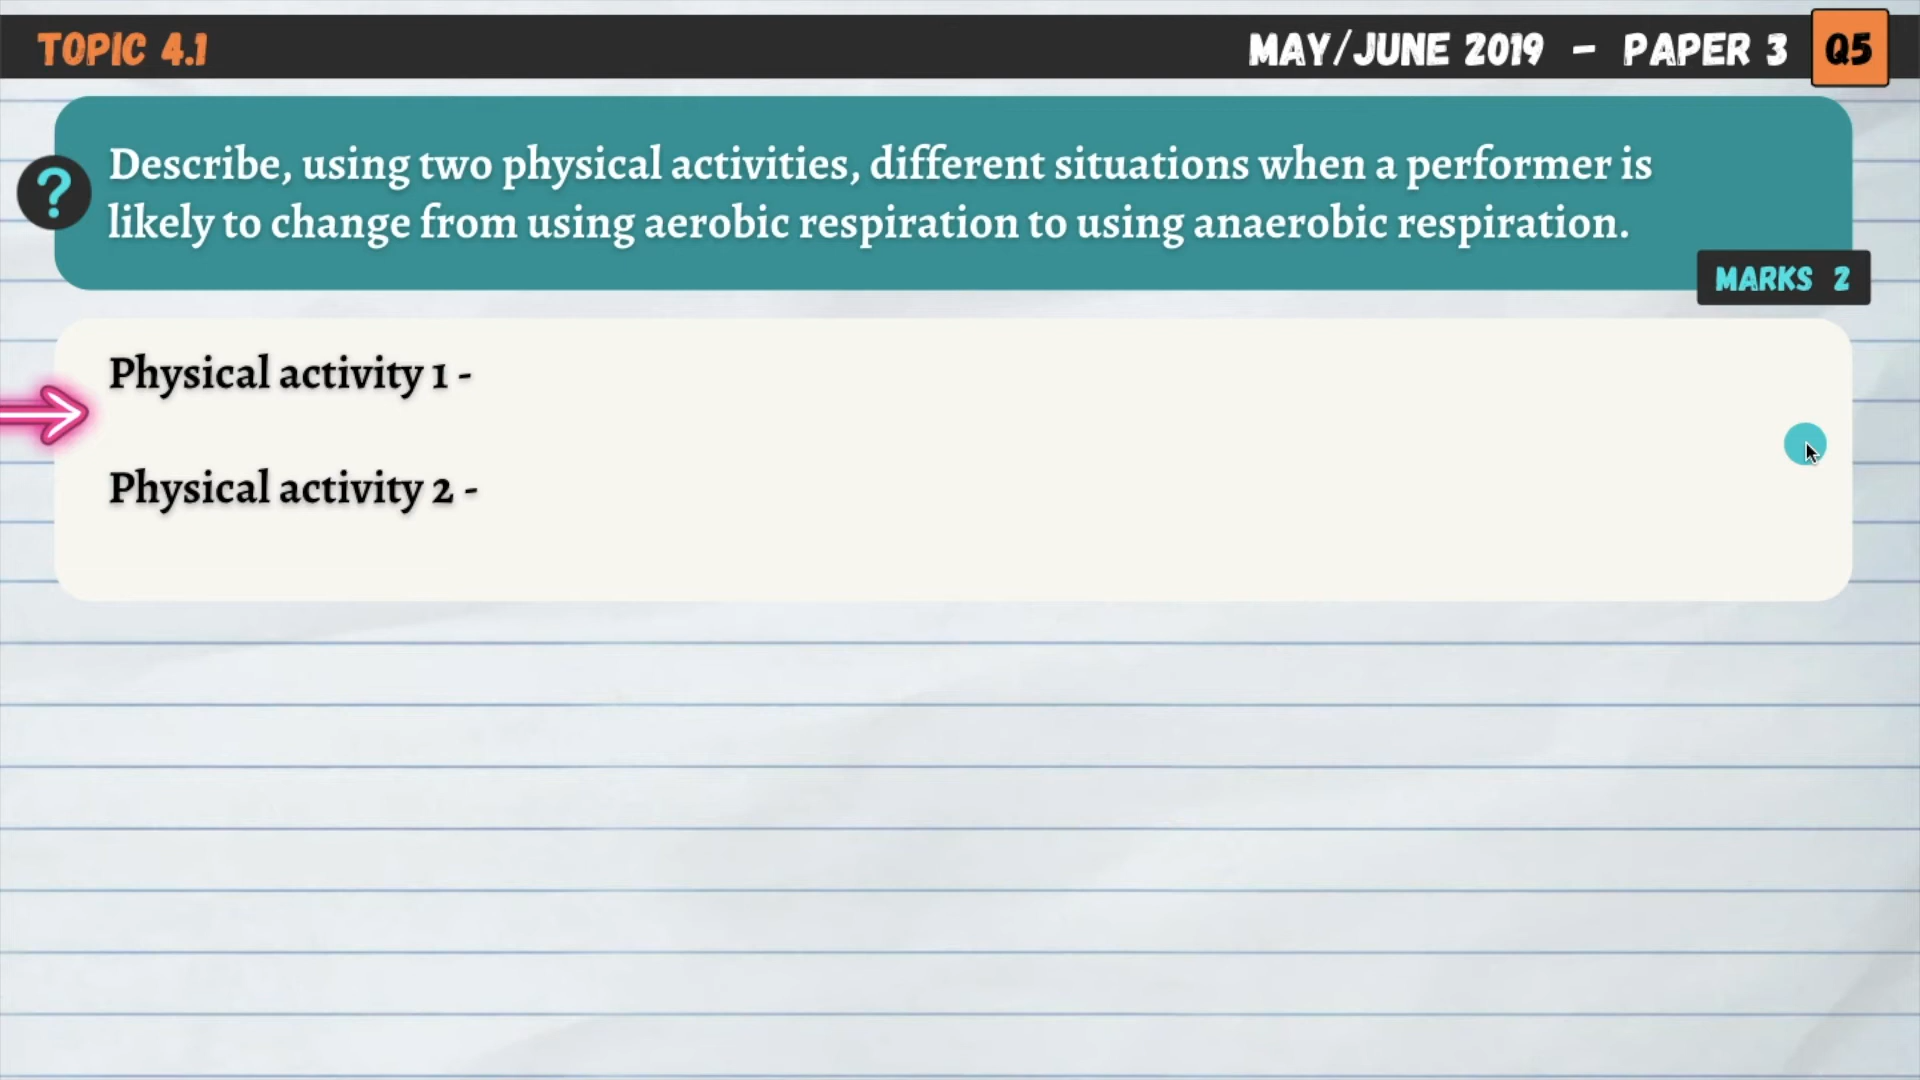 TOPIC 4.1
MAY/JUNE 2019 - PAPER 3 Q5
? Describe, using two physical activities, different situations when a performer is
likely to change from using aerobic respiration to using anaerobic respiration.
MARKS 2
Physical activity 1 -
Physical activity 2 -